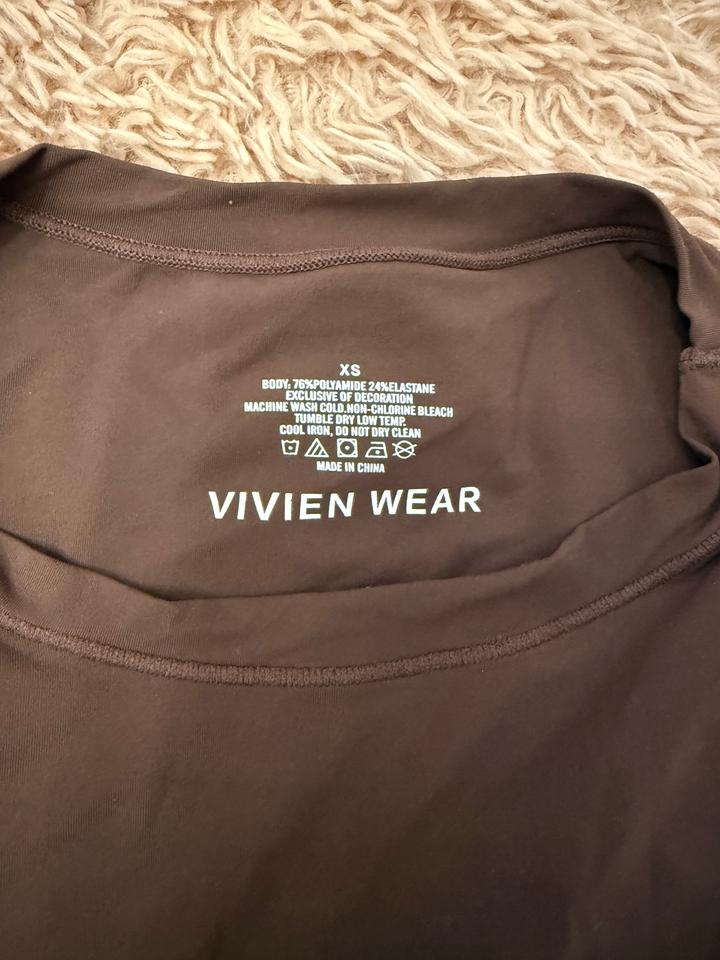 XS
BODY: 76%POLYAMIDE 24%ELASTANE
EXCLUSIVE OF DECORATION
MACHINE WASH COLD.NON-CHLORINE BLEACH
TUMBLE DRY LOW TEMP.
COOL IRON, DO NOT DRY CLEAN
MADE IN CHINA
VIVIEN WEAR